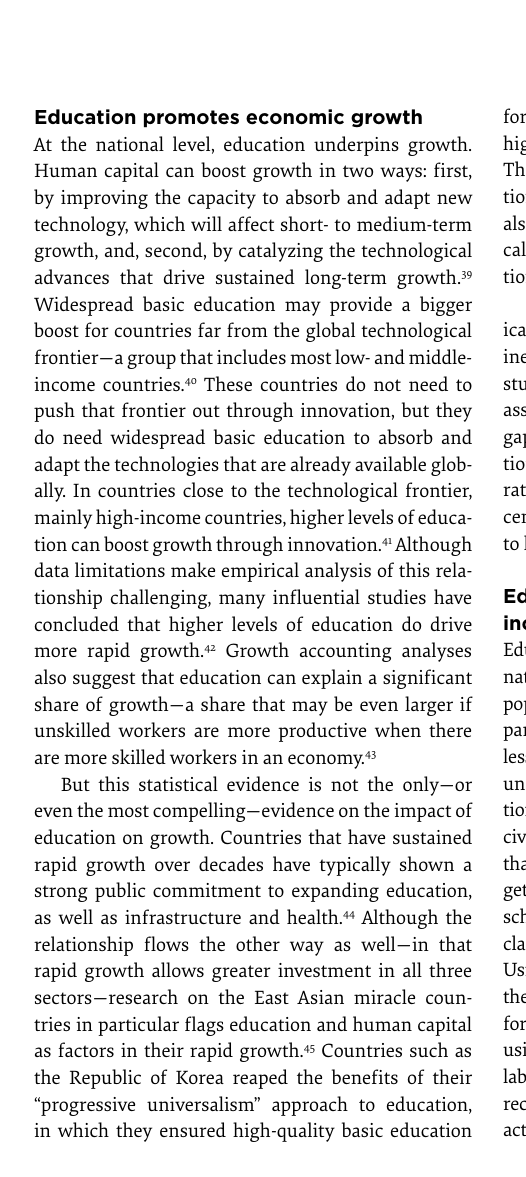 Education promotes economic growth
At the national level, education underpins growth.
Human capital can boost growth in two ways: first,
by improving the capacity to absorb and adapt new
technology, which will affect short- to medium-term
growth, and, second, by catalyzing the technological
advances that drive sustained long-term growth.³⁹
Widespread basic education may provide a bigger
boost for countries far from the global technological
frontier—a group that includes most low- and middle-
income countries.⁴⁰ These countries do not need to
push that frontier out through innovation, but they
do need widespread basic education to absorb and
adapt the technologies that are already available glob-
ally. In countries close to the technological frontier,
mainly high-income countries, higher levels of educa-
tion can boost growth through innovation.⁴¹ Although
data limitations make empirical analysis of this rela-
tionship challenging, many influential studies have
concluded that higher levels of education do drive
more rapid growth.⁴² Growth accounting analyses
also suggest that education can explain a significant
share of growth—a share that may be even larger if
unskilled workers are more productive when there
are more skilled workers in an economy.⁴³
But this statistical evidence is not the only—or
even the most compelling—evidence on the impact of
education on growth. Countries that have sustained
rapid growth over decades have typically shown a
strong public commitment to expanding education,
as well as infrastructure and health.⁴⁴ Although the
relationship flows the other way as well—in that
rapid growth allows greater investment in all three
sectors—research on the East Asian miracle coun-
tries in particular flags education and human capital
as factors in their rapid growth.⁴⁵ Countries such as
the Republic of Korea reaped the benefits of their
“progressive universalism” approach to education,
in which they ensured high-quality basic education